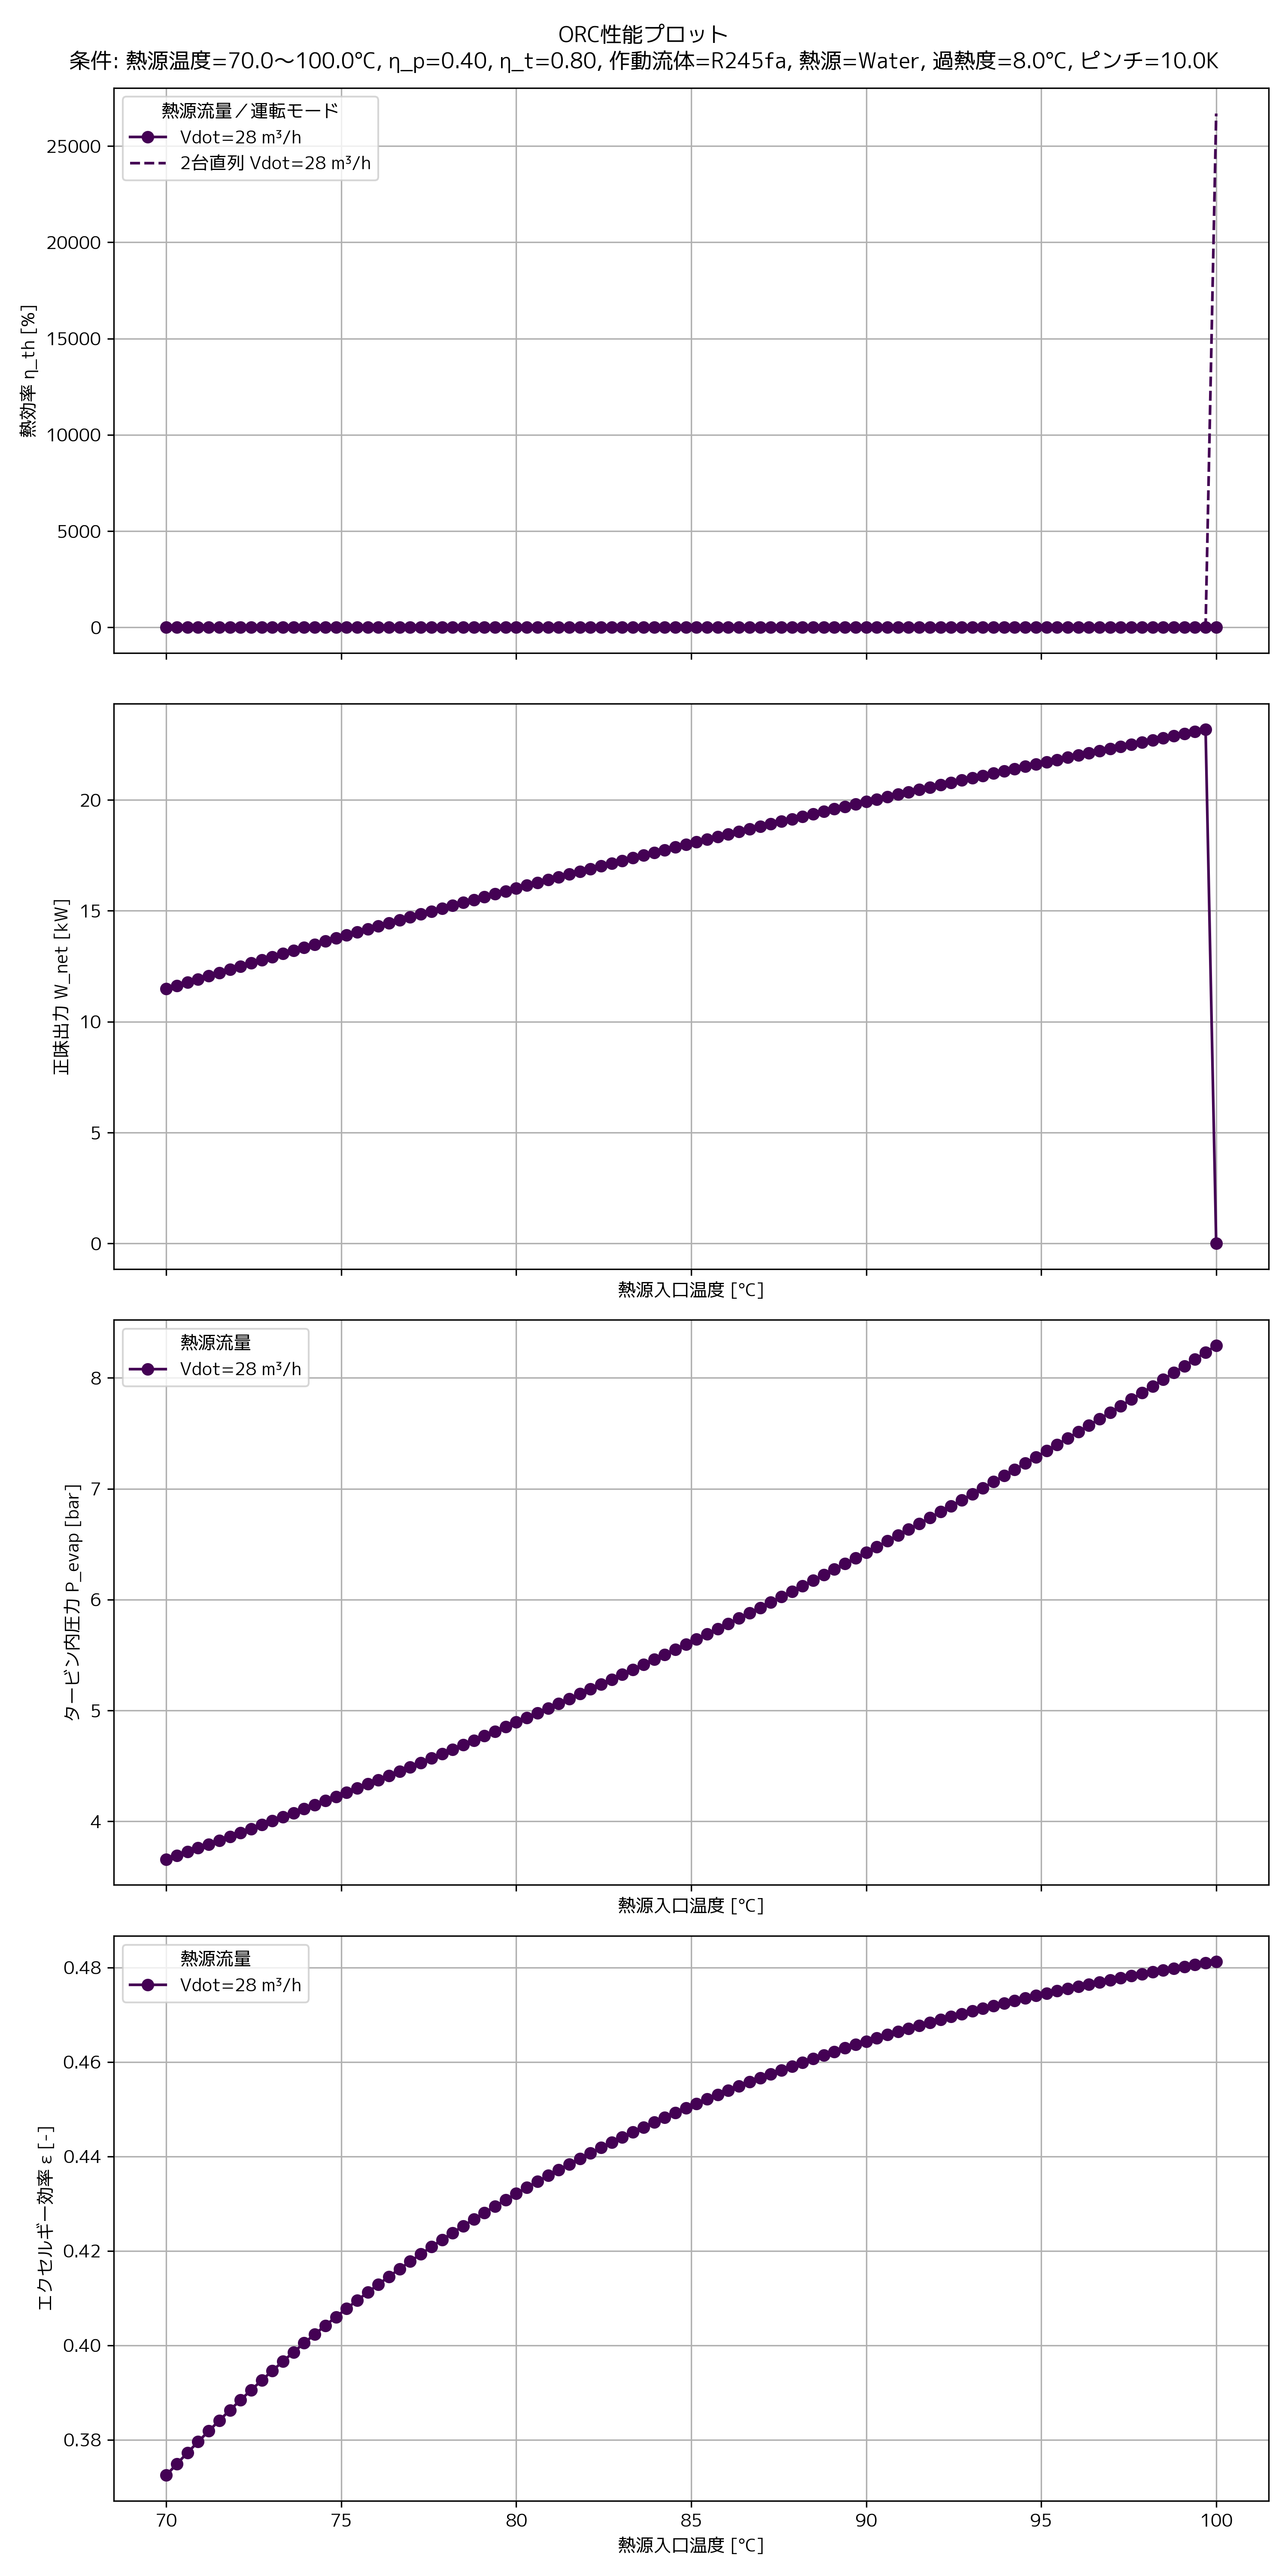 ORC性能プロット
条件: 熱源温度=70.0～100.0℃, η_p=0.40, η_t=0.80, 作動流体=R245fa, 熱源=Water, 過熱度=8.0℃, ピンチ=10.0K
熱源流量／運転モード
Vdot=28 m³/h
2台直列 Vdot=28 m³/h
熱効率 η_th [%]
25000
20000
15000
10000
5000
0
正味出力 W_net [kW]
20
15
10
5
0
熱源入口温度 [℃]
熱源流量
Vdot=28 m³/h
タービン内圧力 P_evap [bar]
8
7
6
5
4
熱源入口温度 [℃]
熱源流量
Vdot=28 m³/h
エクセルギー効率 ε [-]
0.48
0.46
0.44
0.42
0.40
0.38
70 75 80 85 90 95 100
熱源入口温度 [℃]